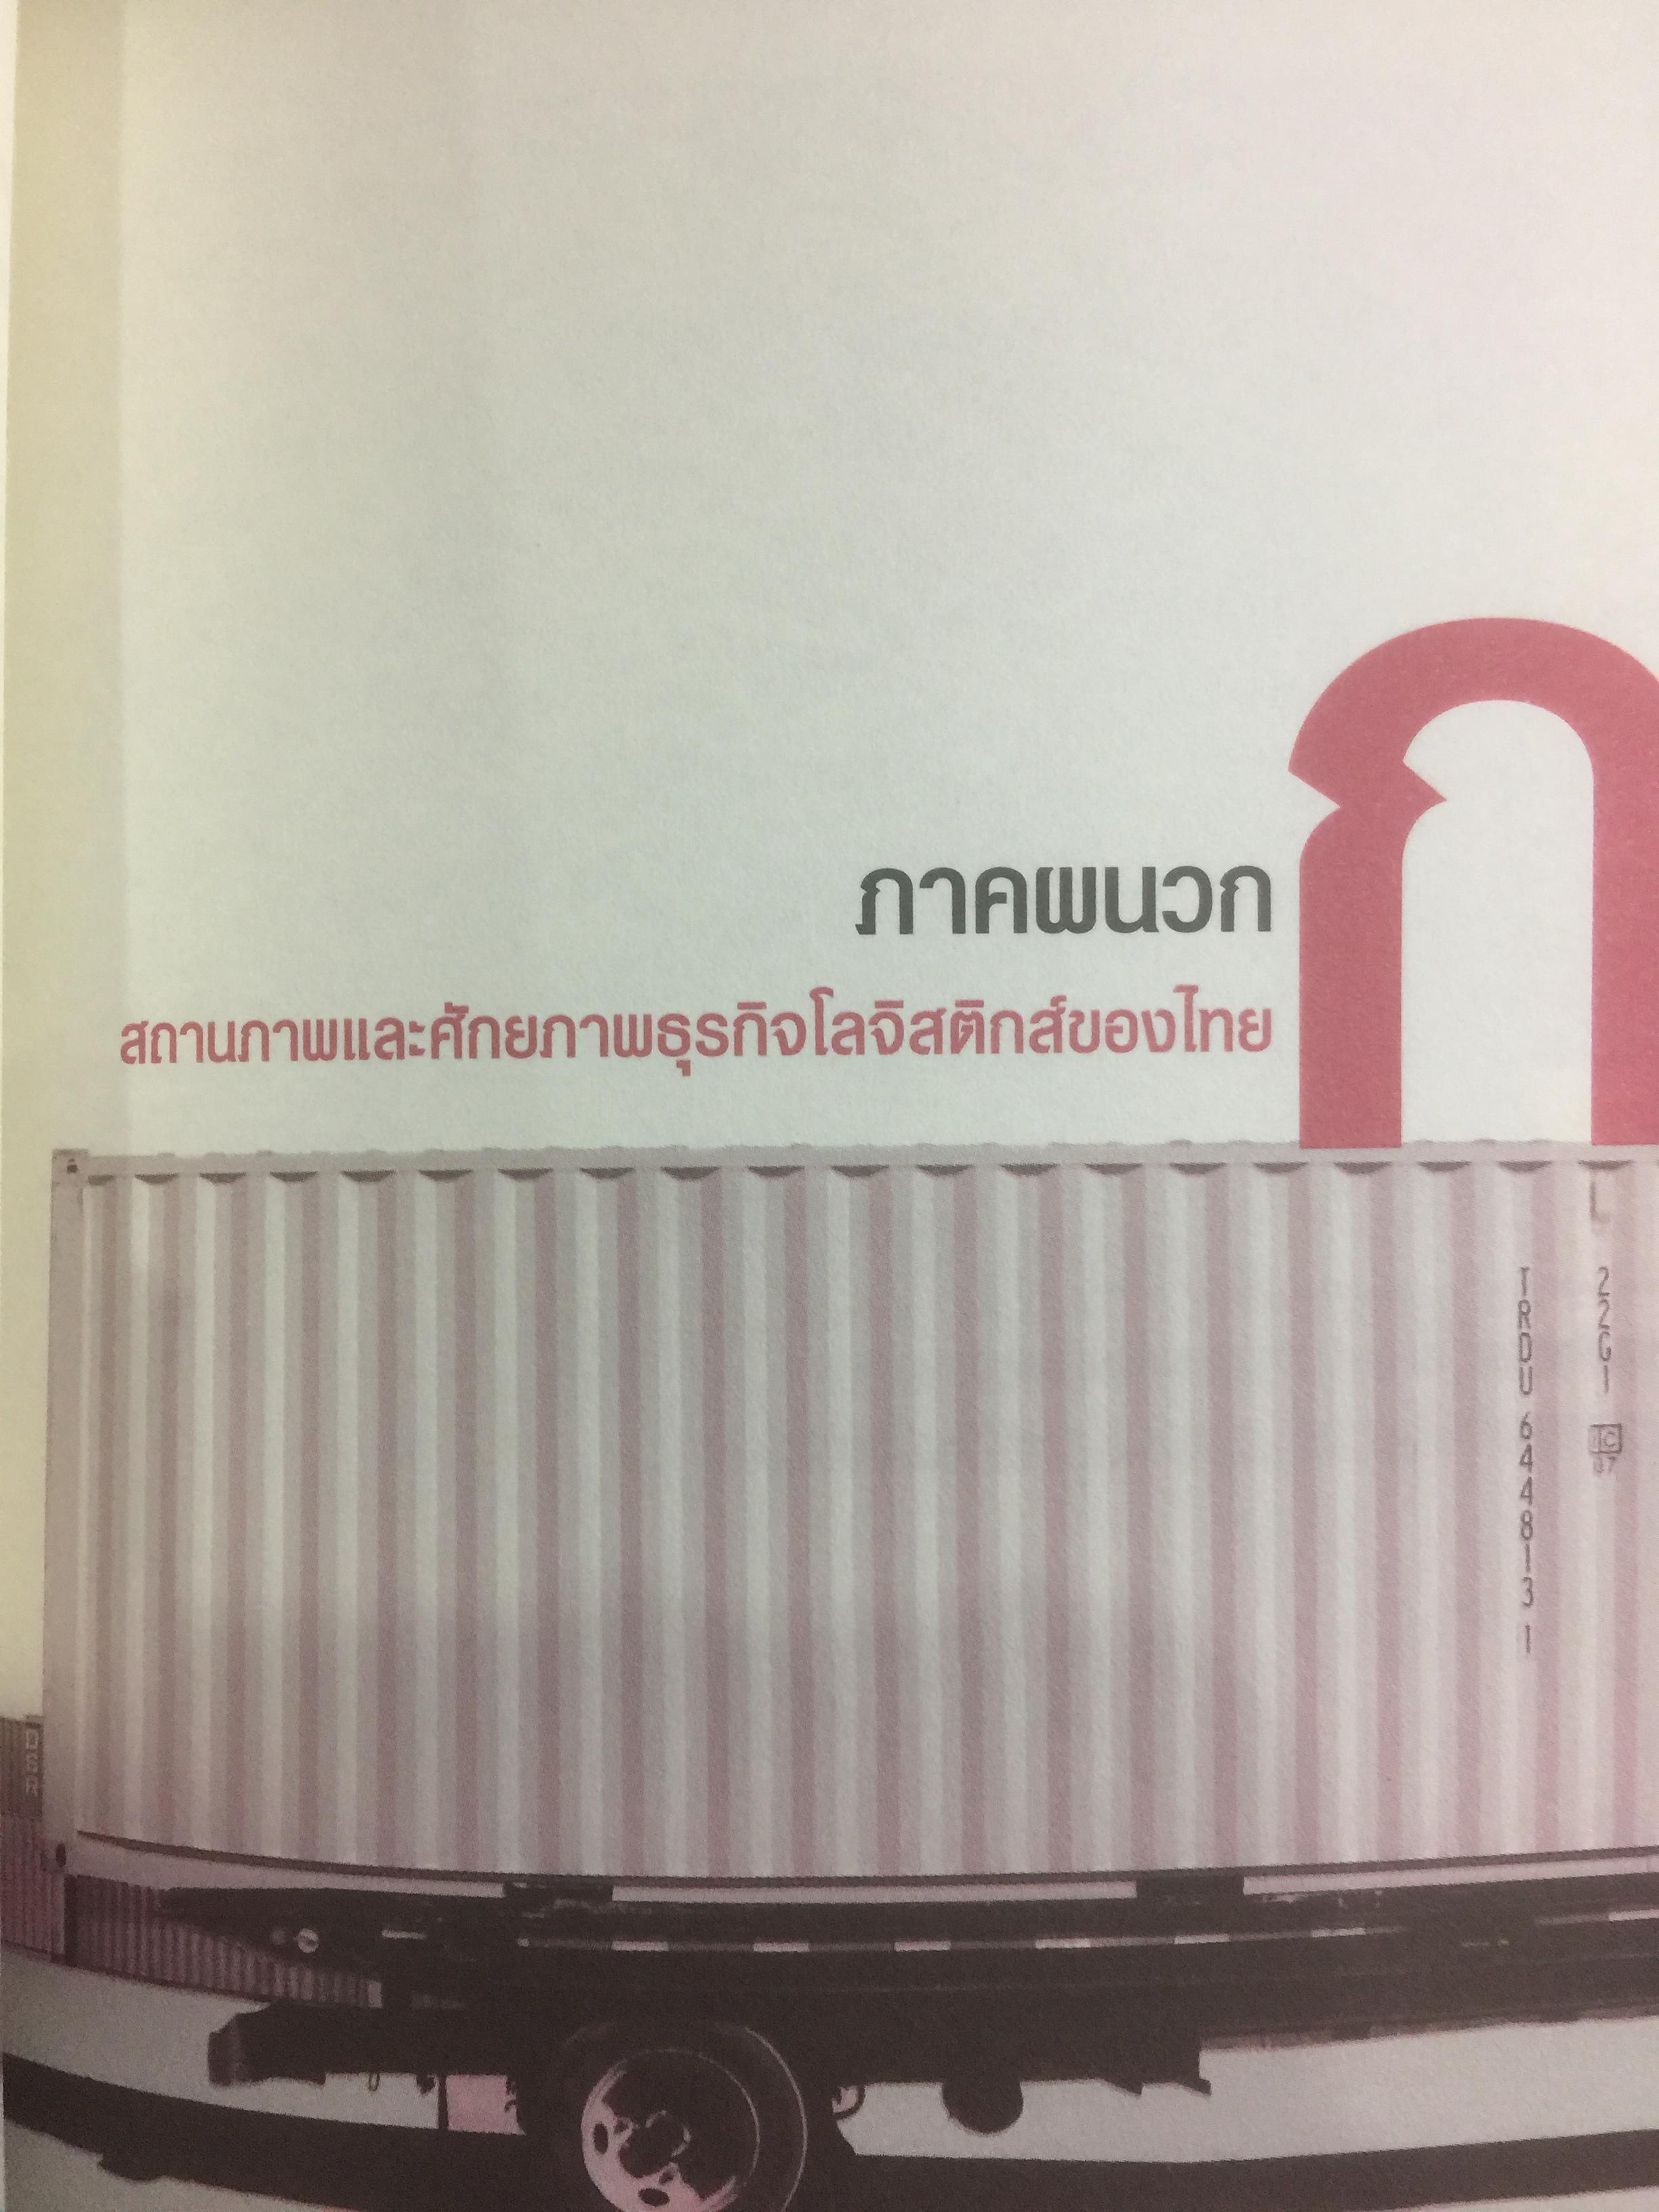 ภาคผนวก ก
สถานภาพและศักยภาพธุรกิจโลจิสติกส์ของไทย
TRDU 644813 1
22G1
DSR